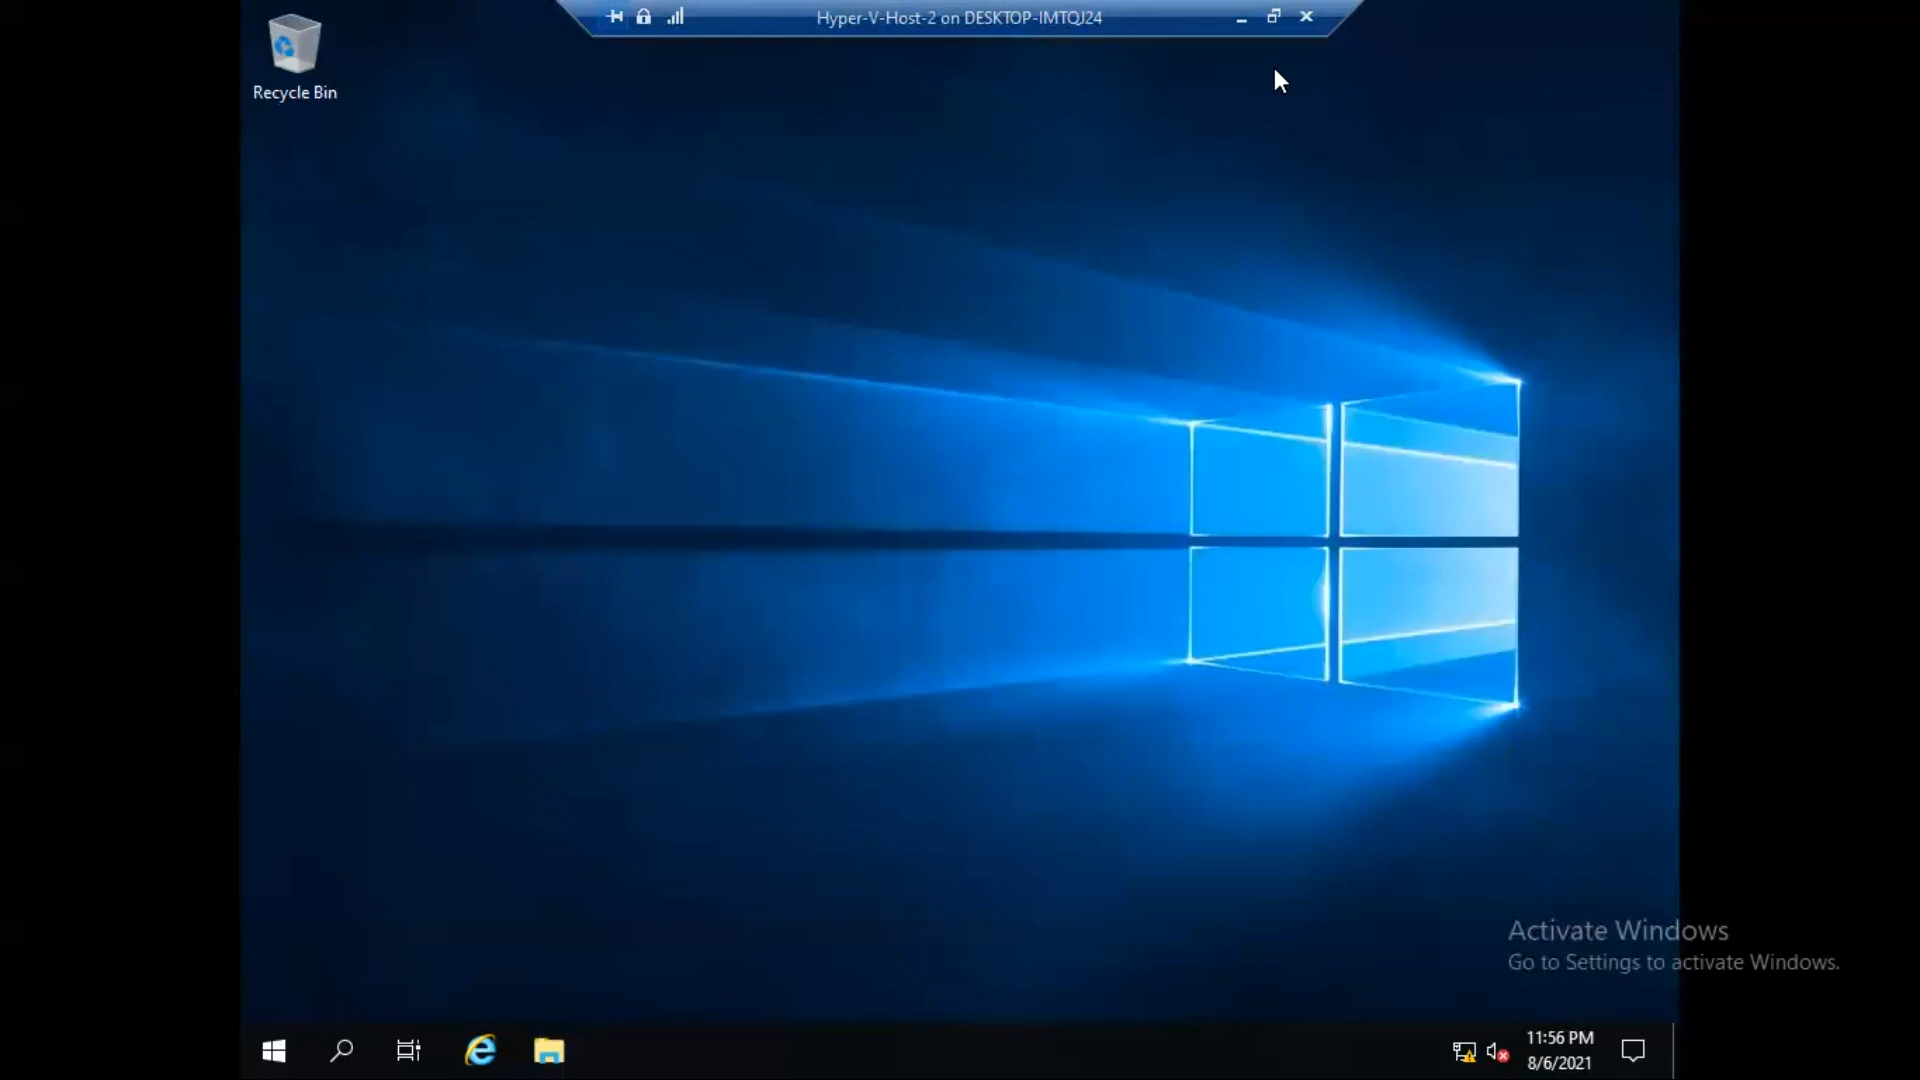 Hyper-V-Host-2 on DESKTOP-IMTQJ24
Recycle Bin
Activate Windows
Go to Settings to activate Windows.
11:56 PM
8/6/2021